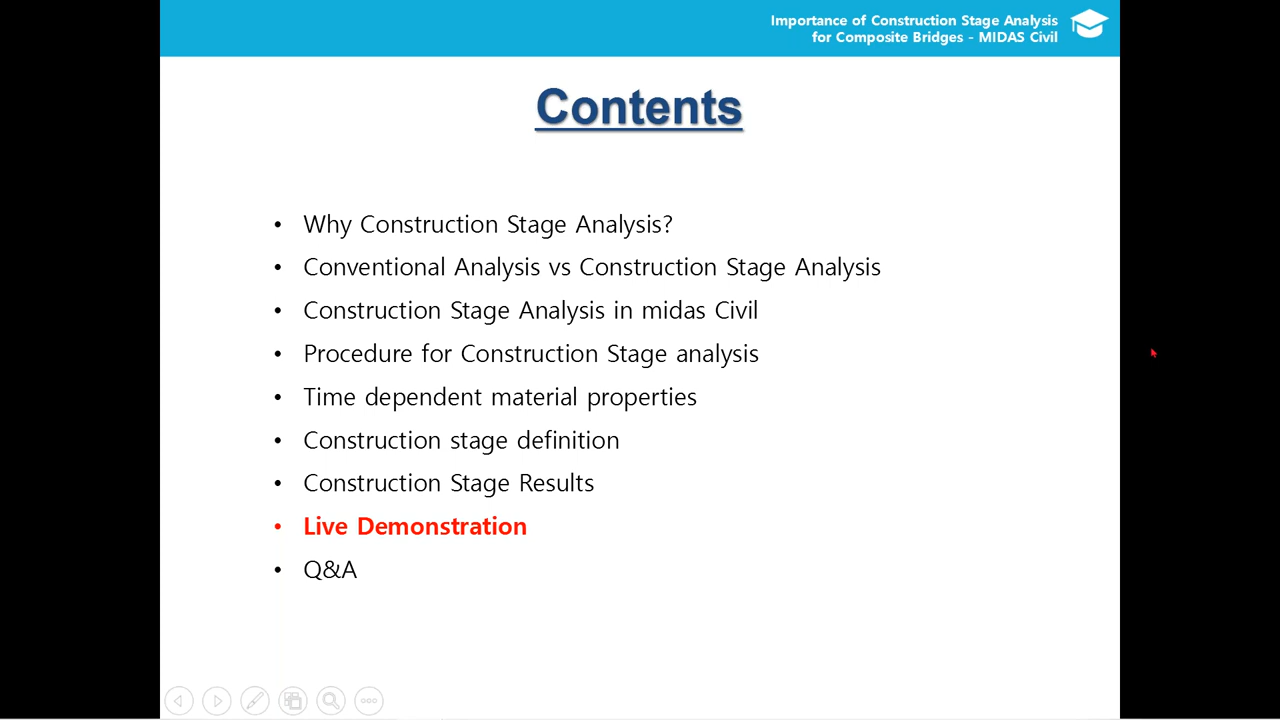 Importance of Construction Stage Analysis
for Composite Bridges - MIDAS Civil
Contents
• Why Construction Stage Analysis?
• Conventional Analysis vs Construction Stage Analysis
• Construction Stage Analysis in midas Civil
• Procedure for Construction Stage analysis
• Time dependent material properties
• Construction stage definition
• Construction Stage Results
• Live Demonstration
• Q&A